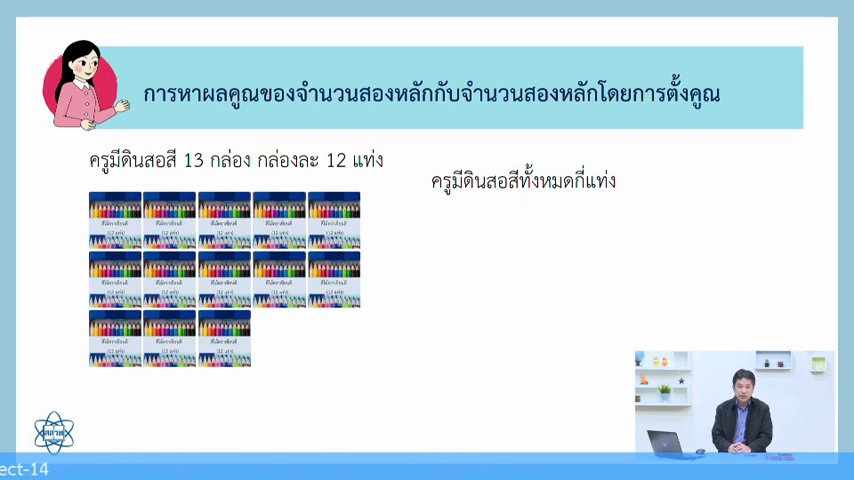 การหาผลคูณของจำนวนสองหลักกับจำนวนสองหลักโดยการตั้งคูณ
ครูมีดินสอสี 13 กล่อง กล่องละ 12 แท่ง
ครูมีดินสอสีทั้งหมดกี่แท่ง
สสวท
ect-14